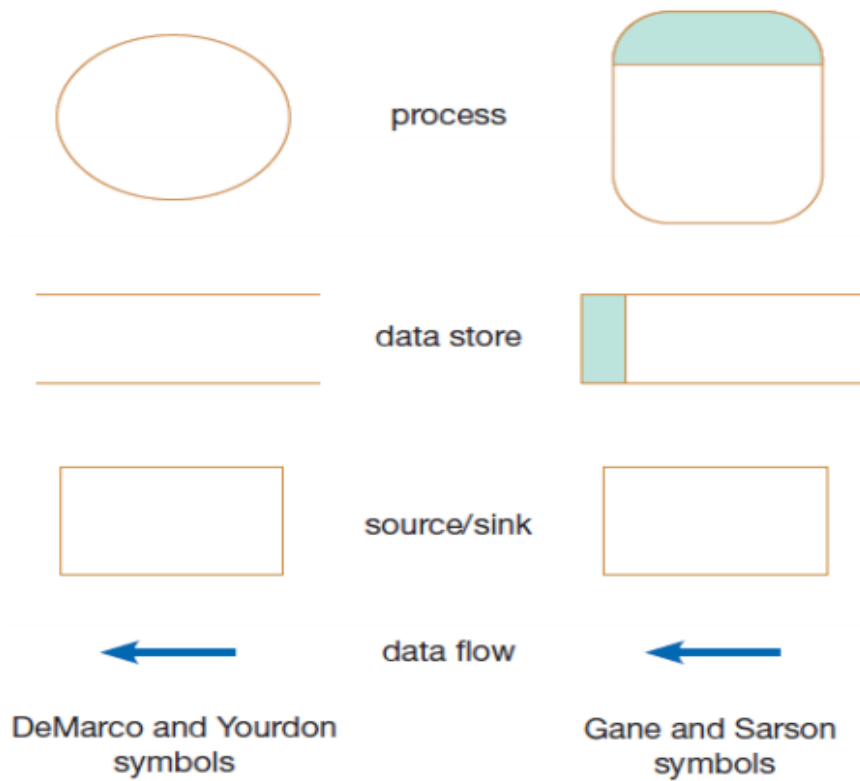 process
data store
source/sink
data flow
DeMarco and Yourdon
symbols
Gane and Sarson
symbols